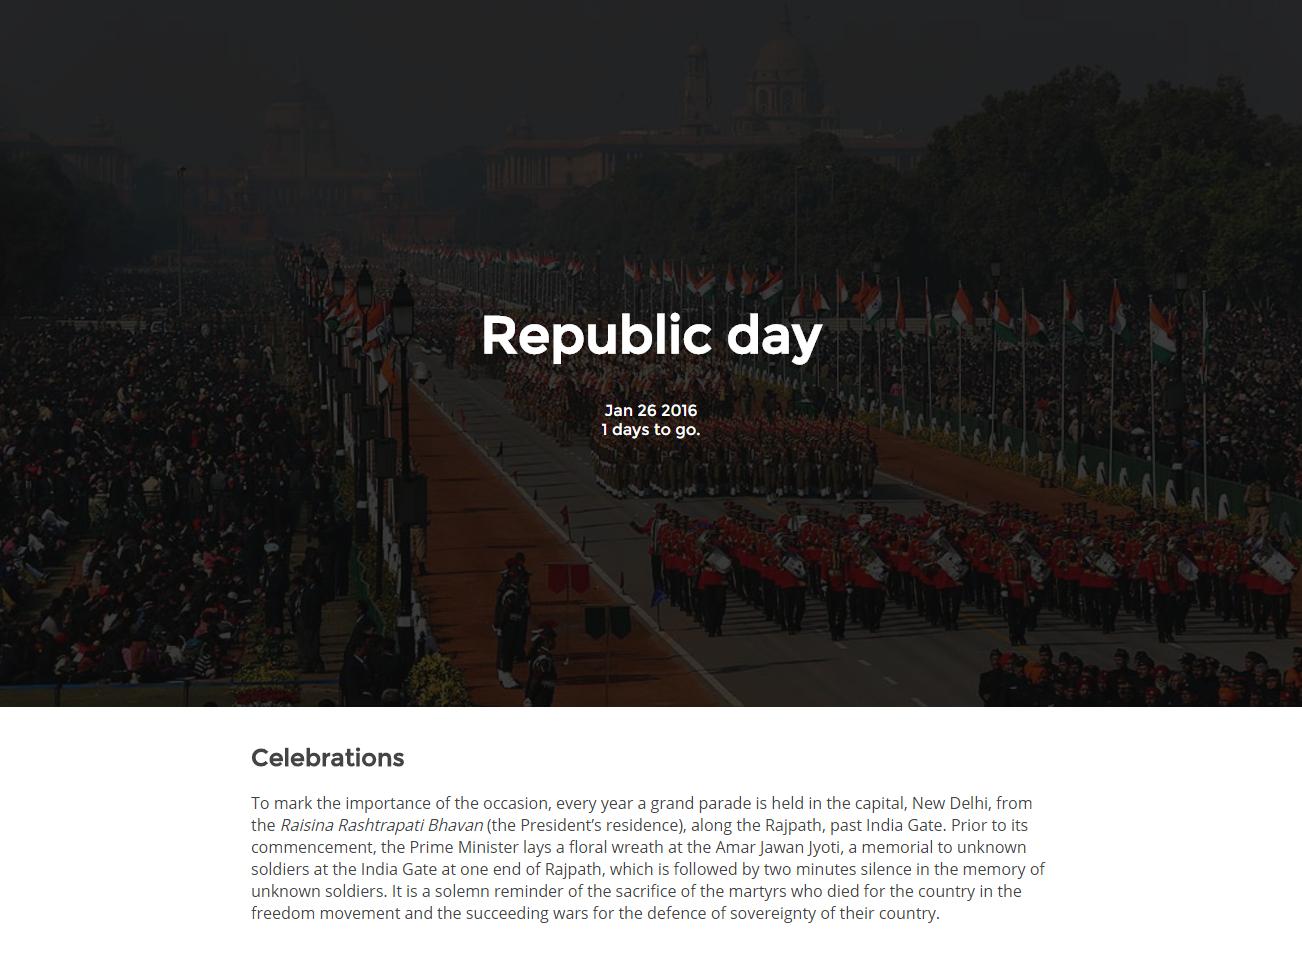 Republic day
Jan 26 2016
1 days to go.
Celebrations
To mark the importance of the occasion, every year a grand parade is held in the capital, New Delhi, from
the Raisina Rashtrapati Bhavan (the President’s residence), along the Rajpath, past India Gate. Prior to its
commencement, the Prime Minister lays a floral wreath at the Amar Jawan Jyoti, a memorial to unknown
soldiers at the India Gate at one end of Rajpath, which is followed by two minutes silence in the memory of
unknown soldiers. It is a solemn reminder of the sacrifice of the martyrs who died for the country in the
freedom movement and the succeeding wars for the defence of sovereignty of their country.